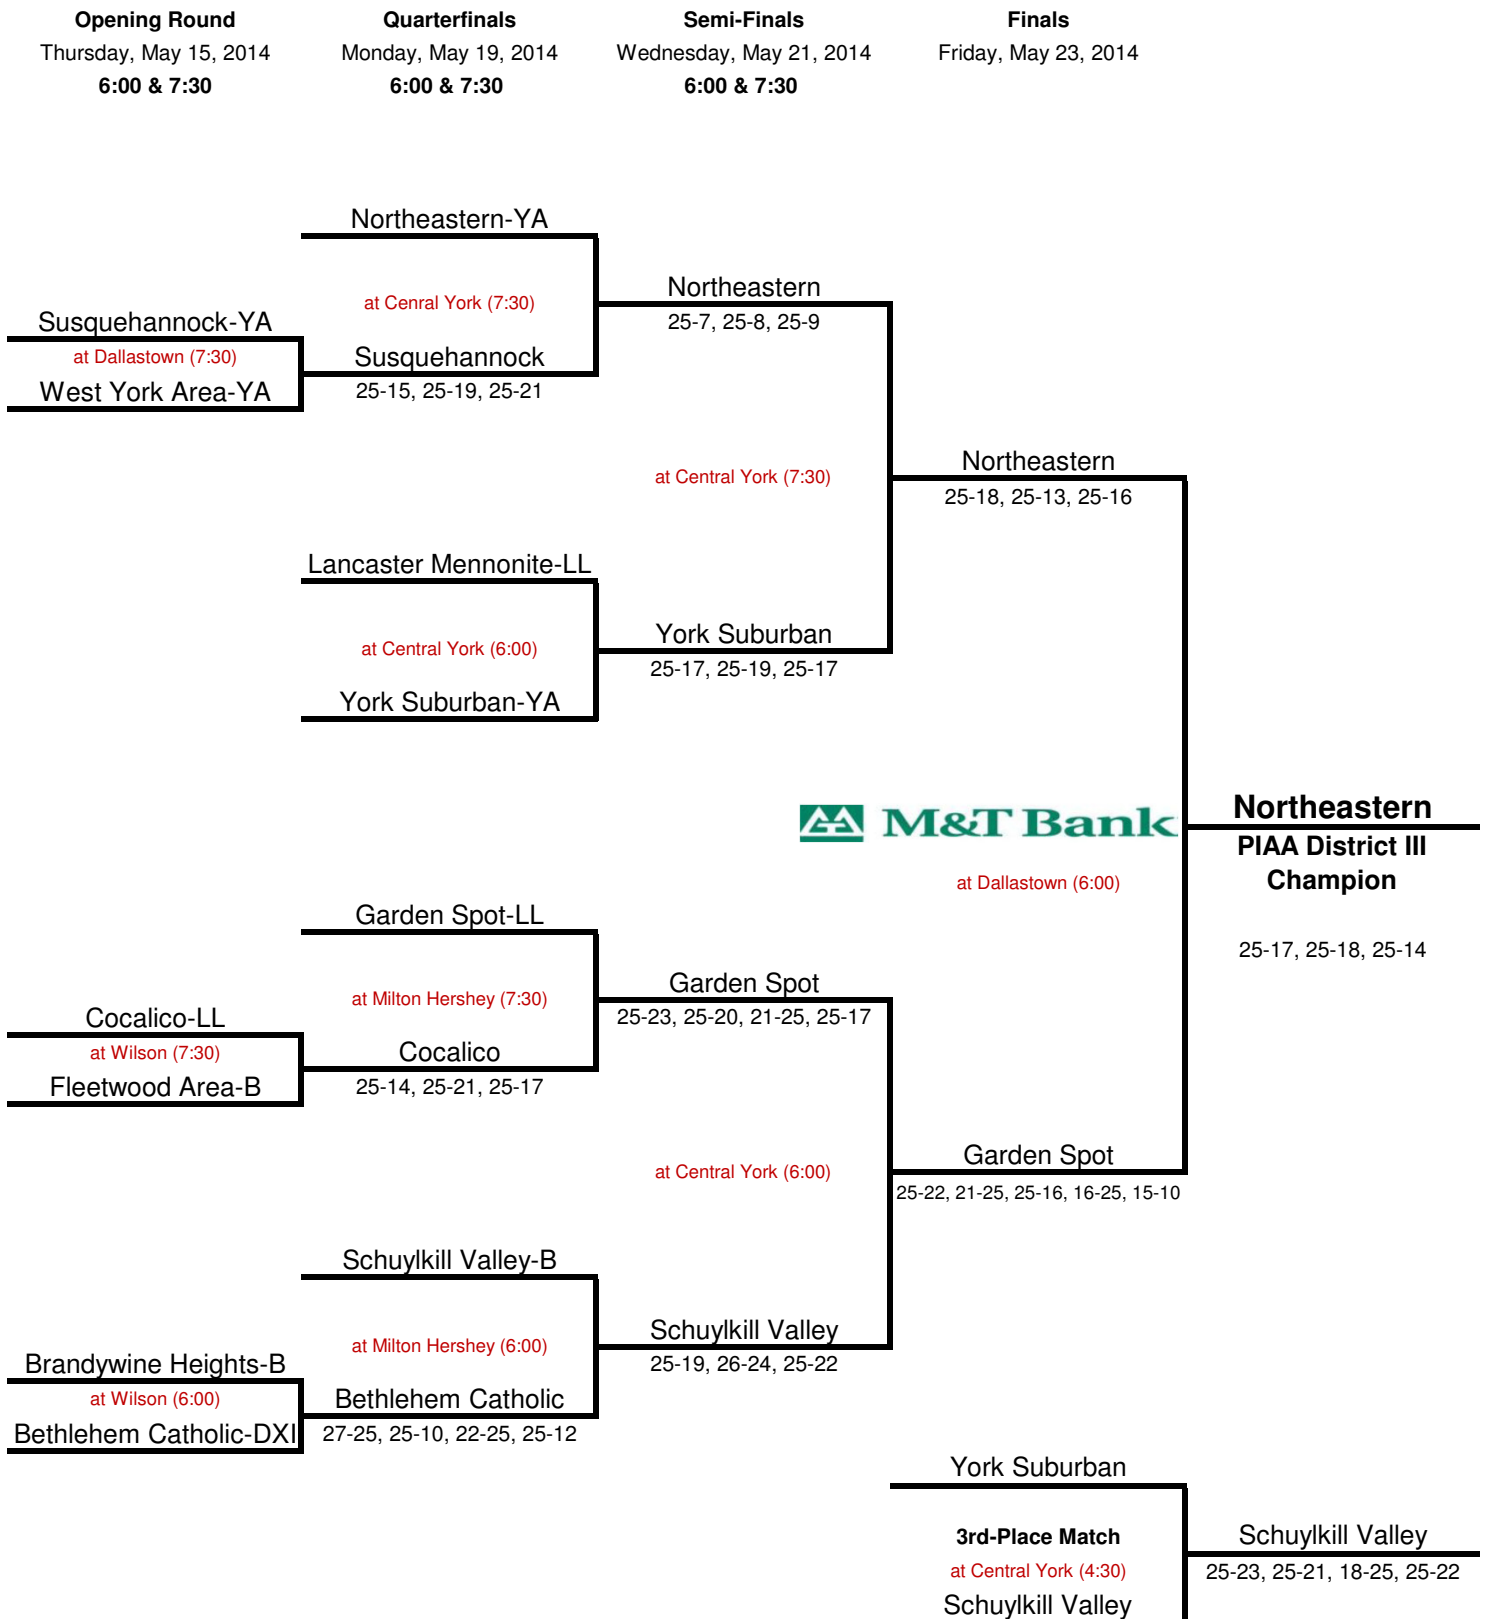 Opening Round
Quarterfinals
Semi-Finals
Finals
Thursday, May 15, 2014
Monday, May 19, 2014
Wednesday, May 21, 2014
Friday, May 23, 2014
6:00 & 7:30
6:00 & 7:30
6:00 & 7:30
Northeastern-YA
at Cenral York (7:30)
Northeastern
25-7, 25-8, 25-9
Susquehannock-YA
at Dallastown (7:30)
West York Area-YA
Susquehannock
25-15, 25-19, 25-21
at Central York (7:30)
Northeastern
25-18, 25-13, 25-16
Lancaster Mennonite-LL
at Central York (6:00)
York Suburban-YA
York Suburban
25-17, 25-19, 25-17
M&T Bank
at Dallastown (6:00)
Northeastern
PIAA District III
Champion
25-17, 25-18, 25-14
Garden Spot-LL
at Milton Hershey (7:30)
Garden Spot
25-23, 25-20, 21-25, 25-17
Cocalico-LL
at Wilson (7:30)
Fleetwood Area-B
Cocalico
25-14, 25-21, 25-17
at Central York (6:00)
Garden Spot
25-22, 21-25, 25-16, 16-25, 15-10
Schuylkill Valley-B
at Milton Hershey (6:00)
Schuylkill Valley
25-19, 26-24, 25-22
Brandywine Heights-B
at Wilson (6:00)
Bethlehem Catholic-DXI
Bethlehem Catholic
27-25, 25-10, 22-25, 25-12
York Suburban
3rd-Place Match
at Central York (4:30)
Schuylkill Valley
Schuylkill Valley
25-23, 25-21, 18-25, 25-22